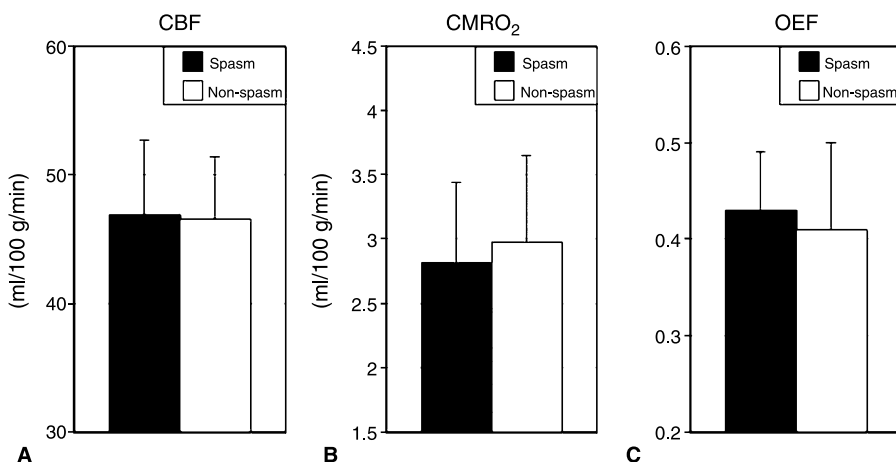 CBF
60
50
40
30
(ml/100 g/min)
Spasm
Non-spasm
A
CMRO₂
4.5
4
3.5
3
2.5
2
1.5
(ml/100 g/min)
Spasm
Non-spasm
B
OEF
0.6
0.5
0.4
0.3
0.2
Spasm
Non-spasm
C